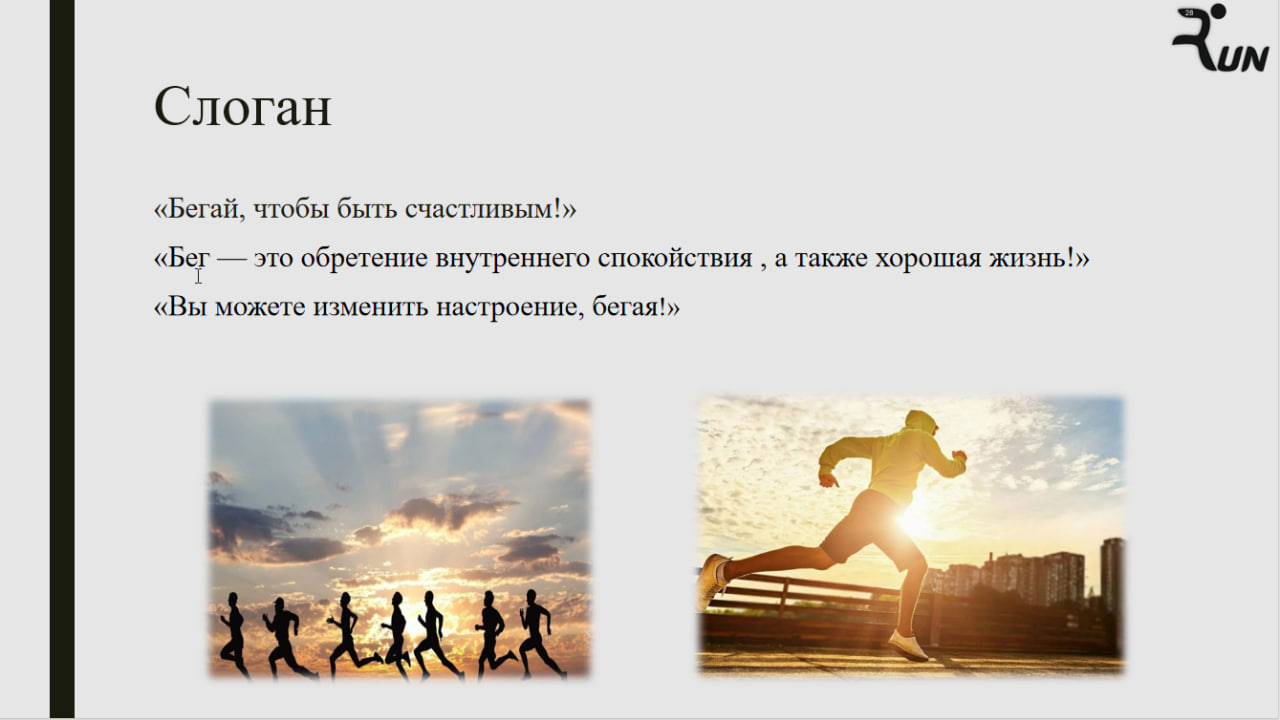 28
RUN
Слоган
«Бегай, чтобы быть счастливым!»
«Бег — это обретение внутреннего спокойствия , а также хорошая жизнь!»
«Вы можете изменить настроение, бегая!»